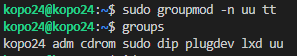 kopo24@kopo24:~$ sudo groupmod -n uu tt
kopo24@kopo24:~$ groups
kopo24 adm cdrom sudo dip plugdev lxd uu